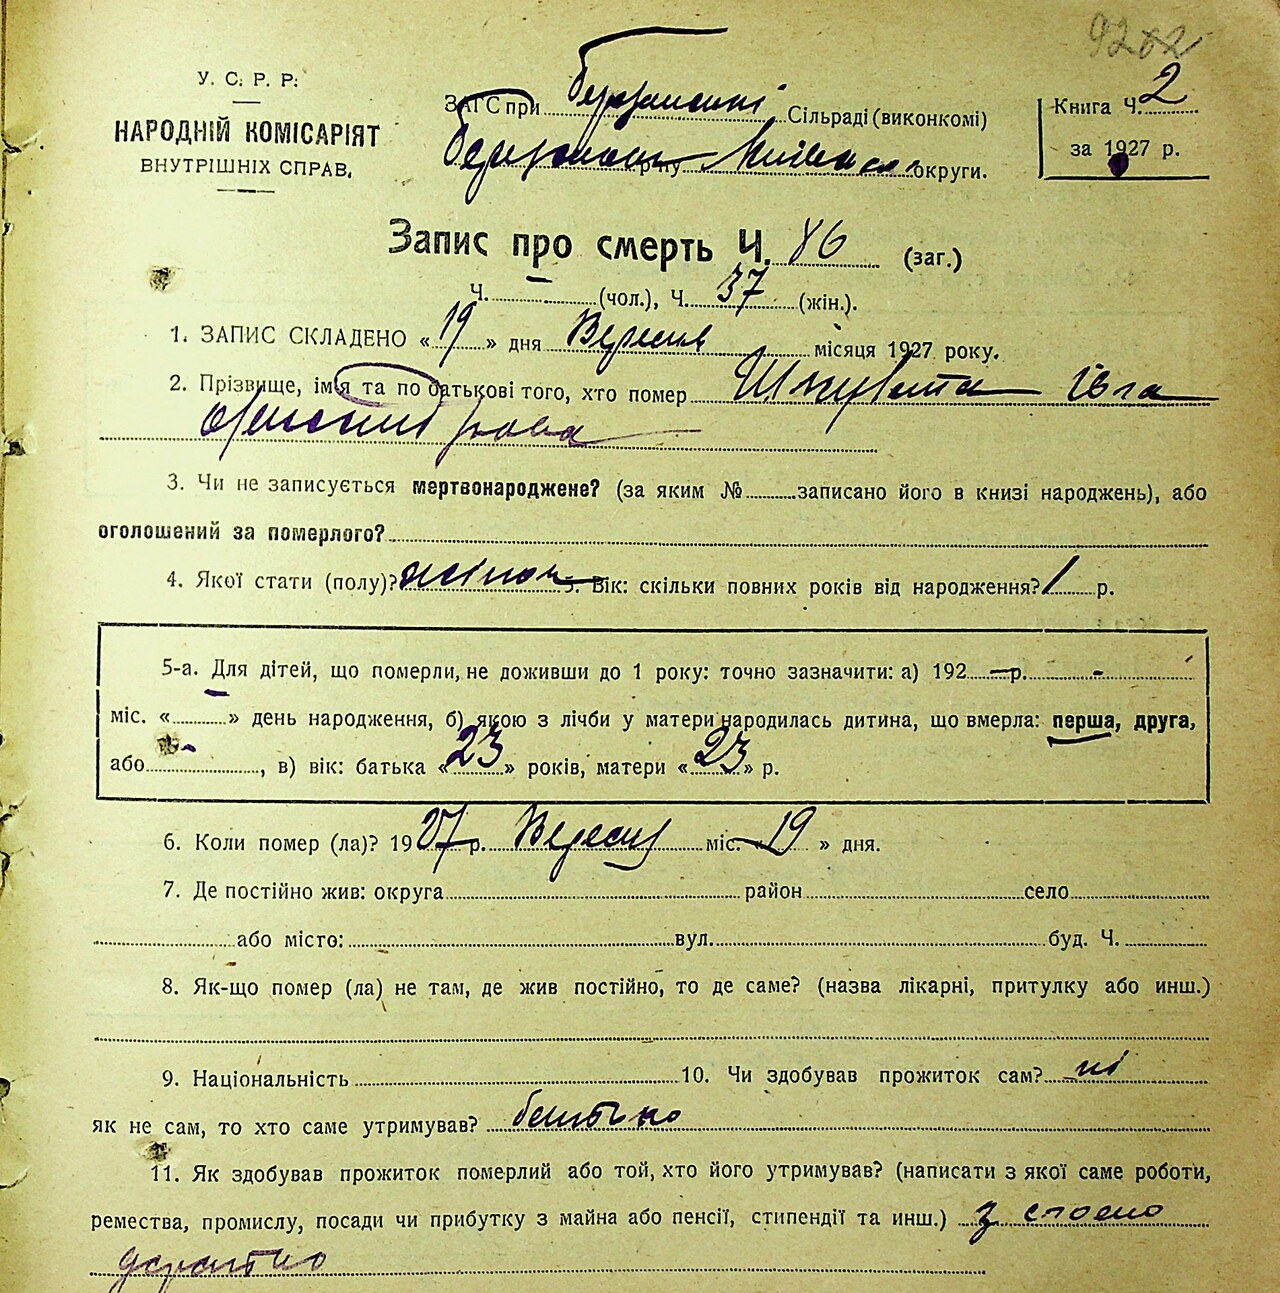 9202
У. С. Р. Р.
НАРОДНІЙ КОМІСАРІЯТ
ВНУТРІШНІХ СПРАВ,
ЗАГС при Сільраді (виконкомі)
р-ну округи.
Книга Ч. 2
за 1927 р.
Запис про смерть Ч. 86 (заг.)
Ч. - (чол.), Ч. 37 (жін.).
1. ЗАПИС СКЛАДЕНО «19» дня Вересня місяця 1927 року.
2. Прізвище, імя та по батькові того, хто помер Івга
3. Чи не записується мертвонароджене? (за яким № записано його в книзі народжень), або
оголошений за померлого?
4. Якої стати (полу)? жіноч 5. Вік: скільки повних років від народження? 1 р.
5-а. Для дітей, що померли, не доживши до 1 року: точно зазначити: а) 192 — р. -
міс. « » день народження, б) якою з лічби у матери народилась дитина, що вмерла: перша, друга,
або - , в) вік: батька «23» років, матери «23» р.
6. Коли помер (ла)? 1927 р. Вересня міс. «19» дня.
7. Де постійно жив: округа район село
або місто: вул. буд. Ч.
8. Як-що помер (ла) не там, де жив постійно, то де саме? (назва лікарні, притулку або инш.)
9. Національність 10. Чи здобував прожиток сам? ні
як не сам, то хто саме утримував? батько
11. Як здобував прожиток померлий або той, хто його утримував? (написати з якої саме роботи,
ремества, промислу, посади чи прибутку з майна або пенсії, стипендії та инш.) з свого